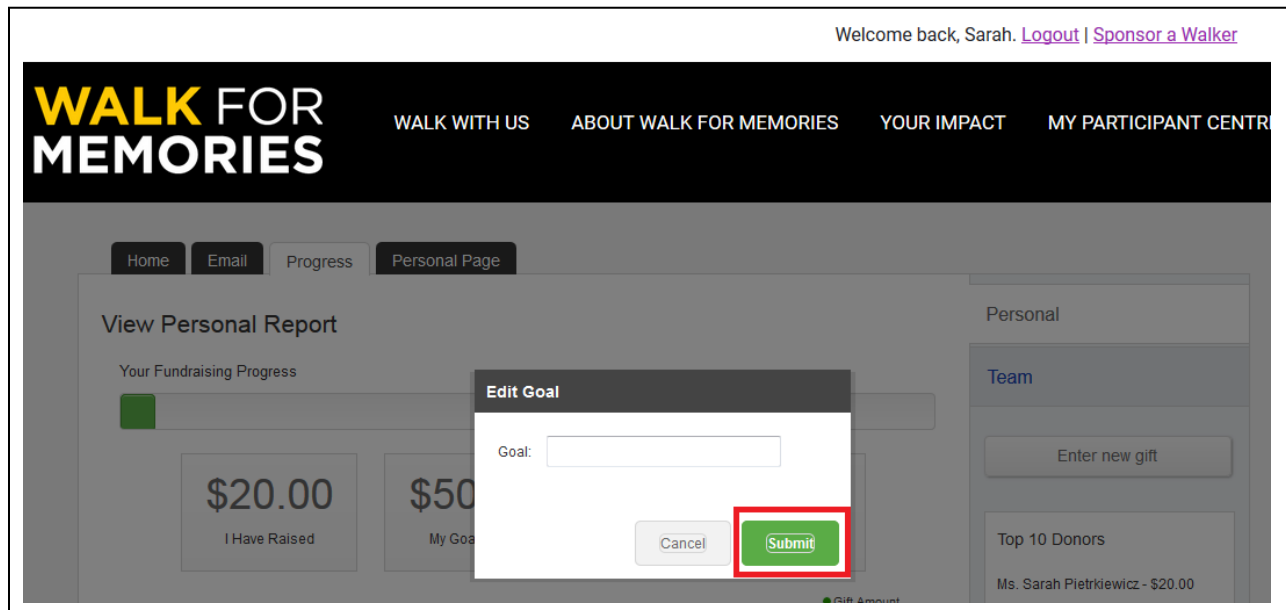 Welcome back, Sarah. Logout | Sponsor a Walker
WALK FOR
MEMORIES
WALK WITH US
ABOUT WALK FOR MEMORIES
YOUR IMPACT
MY PARTICIPANT CENTR
Home
Email
Progress
Personal Page
View Personal Report
Your Fundraising Progress
$20.00
I Have Raised
$50
My Goa
Edit Goal
Goal:
Cancel
Submit
Personal
Team
Enter new gift
Top 10 Donors
Ms. Sarah Pietrkiewicz - $20.00
Gift Amount